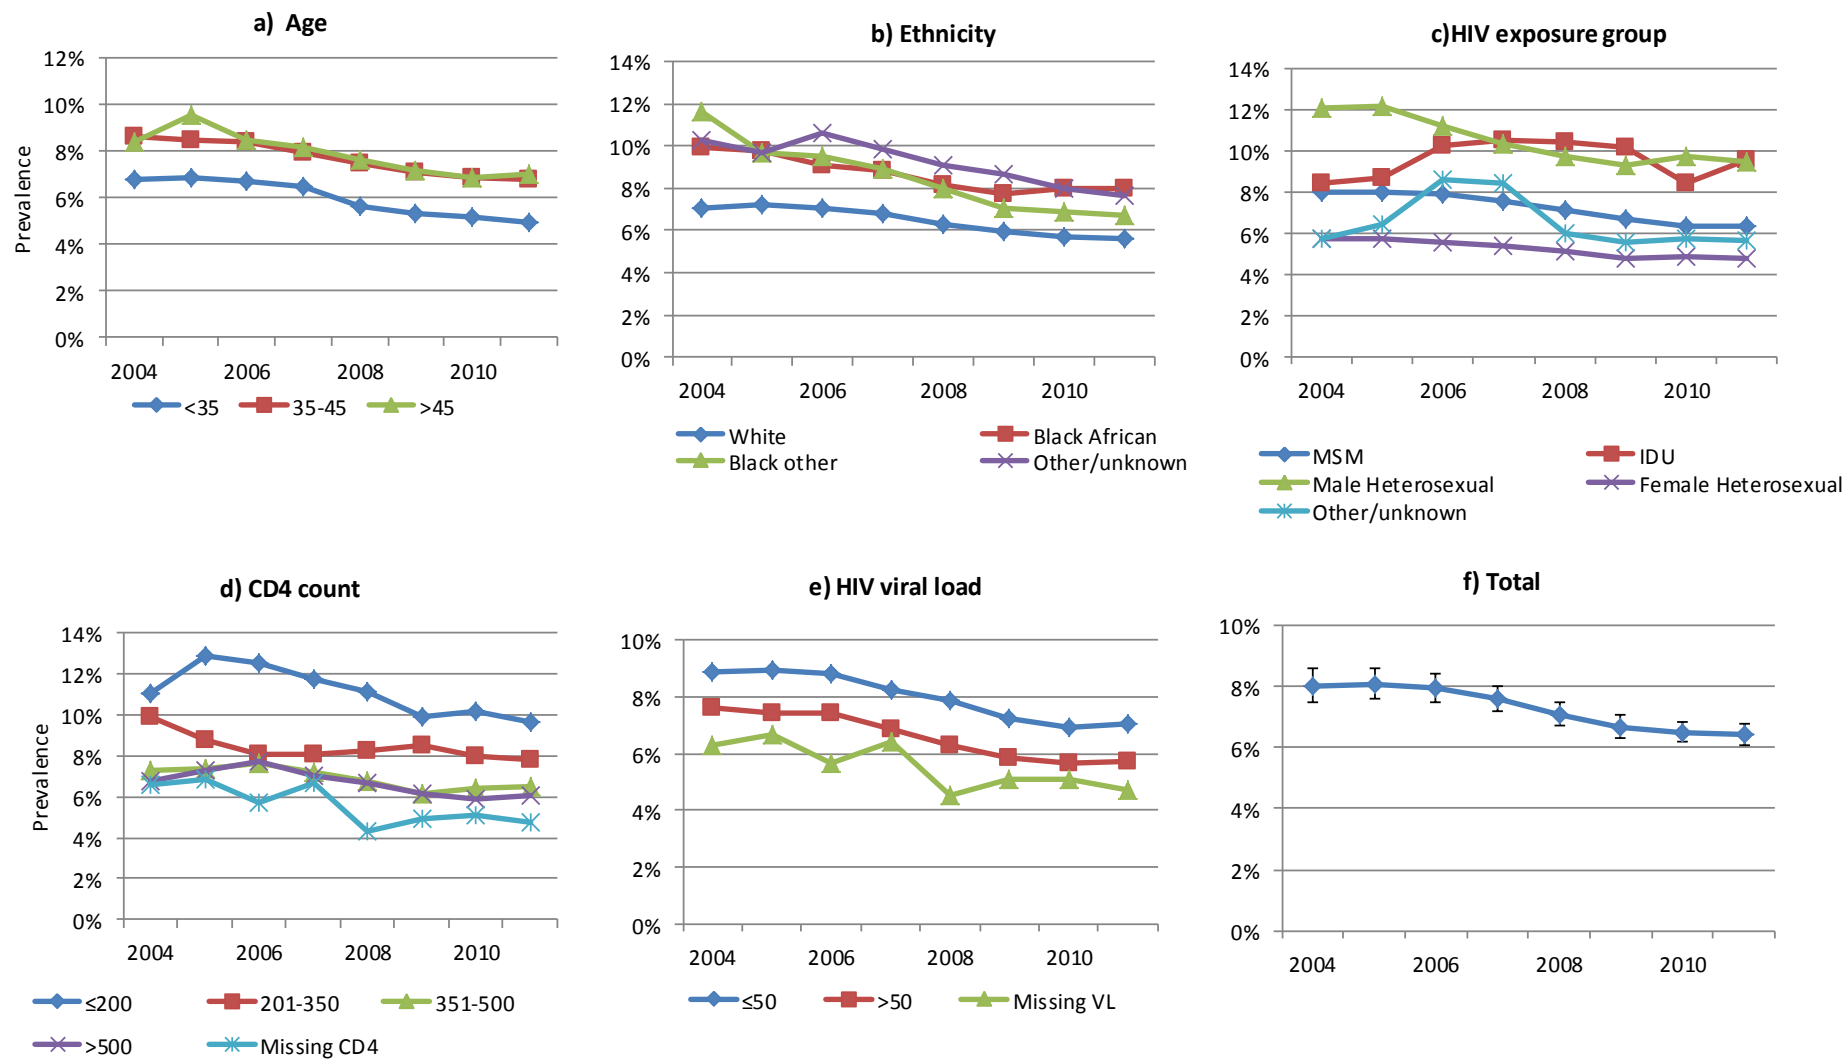 a) Age
12%
10%
8%
6%
4%
2%
0%
Prevalence
2004 2006 2008 2010
<35 35-45 >45
b) Ethnicity
14%
12%
10%
8%
6%
4%
2%
0%
2004 2006 2008 2010
White Black African
Black other Other/unknown
c)HIV exposure group
14%
12%
10%
8%
6%
4%
2%
0%
2004 2006 2008 2010
MSM IDU
Male Heterosexual Female Heterosexual
Other/unknown
d) CD4 count
14%
12%
10%
8%
6%
4%
2%
0%
Prevalence
2004 2006 2008 2010
≤200 201-350 351-500
>500 Missing CD4
e) HIV viral load
10%
8%
6%
4%
2%
0%
2004 2006 2008 2010
≤50 >50 Missing VL
f) Total
10%
8%
6%
4%
2%
0%
2004 2006 2008 2010